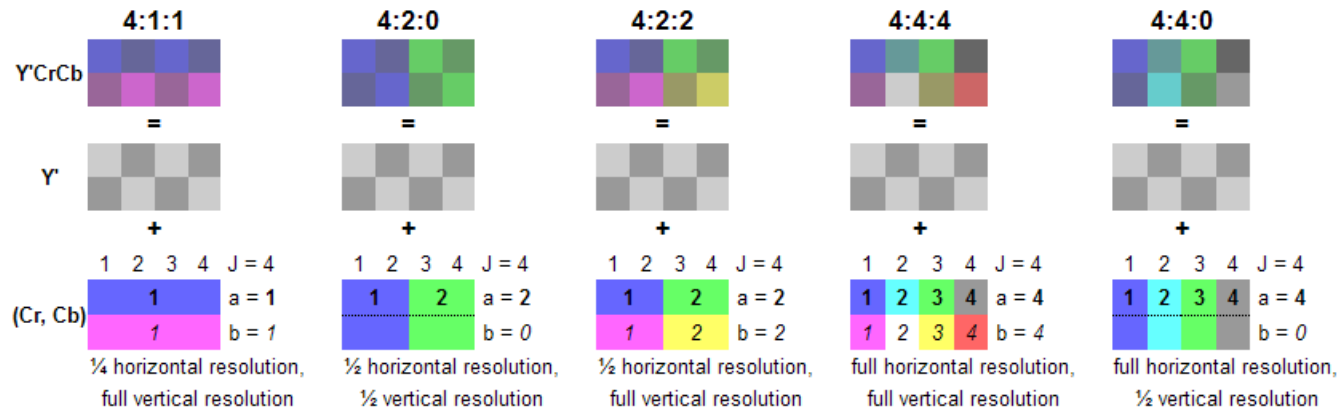 4:1:1 4:2:0 4:2:2 4:4:4 4:4:0
Y'CrCb
= = = = =
Y'
+ + + + +
1 2 3 4 J = 4 1 2 3 4 J = 4 1 2 3 4 J = 4 1 2 3 4 J = 4 1 2 3 4 J = 4
1 a = 1 1 2 a = 2 1 2 a = 2 1 2 3 4 a = 4 1 2 3 4 a = 4
(Cr, Cb)
1 b = 1 b = 0 1 2 b = 2 1 2 3 4 b = 4 b = 0
¼ horizontal resolution, ½ horizontal resolution, ½ horizontal resolution, full horizontal resolution, full horizontal resolution,
full vertical resolution ½ vertical resolution full vertical resolution full vertical resolution ½ vertical resolution